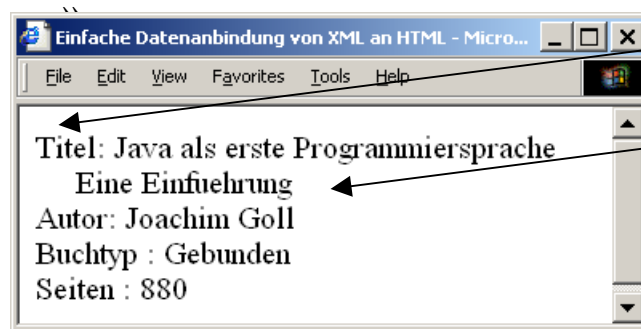 Einfache Datenanbindung von XML an HTML - Micro...
File Edit View Favorites Tools Help
Titel: Java als erste Programmiersprache
Eine Einfuehrung
Autor: Joachim Goll
Buchtyp : Gebunden
Seiten : 880